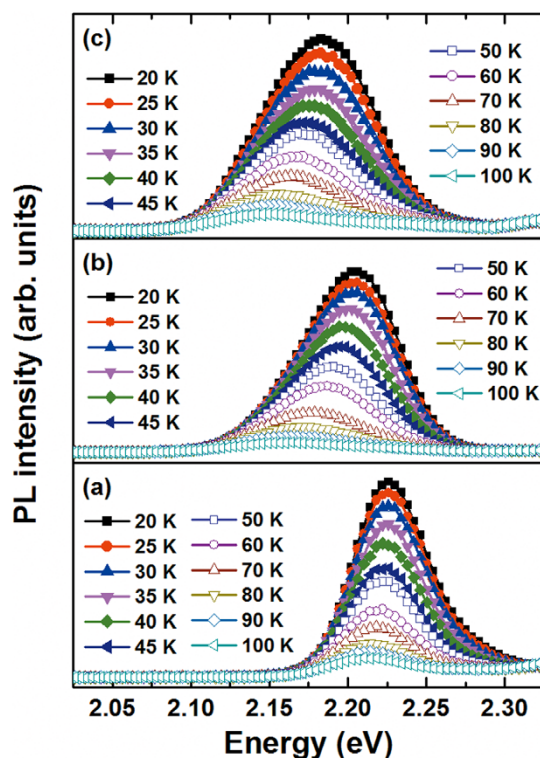 (c)
20 K
25 K
30 K
35 K
40 K
45 K
50 K
60 K
70 K
80 K
90 K
100 K
(b)
20 K
25 K
30 K
35 K
40 K
45 K
50 K
60 K
70 K
80 K
90 K
100 K
(a)
20 K
25 K
30 K
35 K
40 K
45 K
50 K
60 K
70 K
80 K
90 K
100 K
PL intensity (arb. units)
2.05 2.10 2.15 2.20 2.25 2.30
Energy (eV)